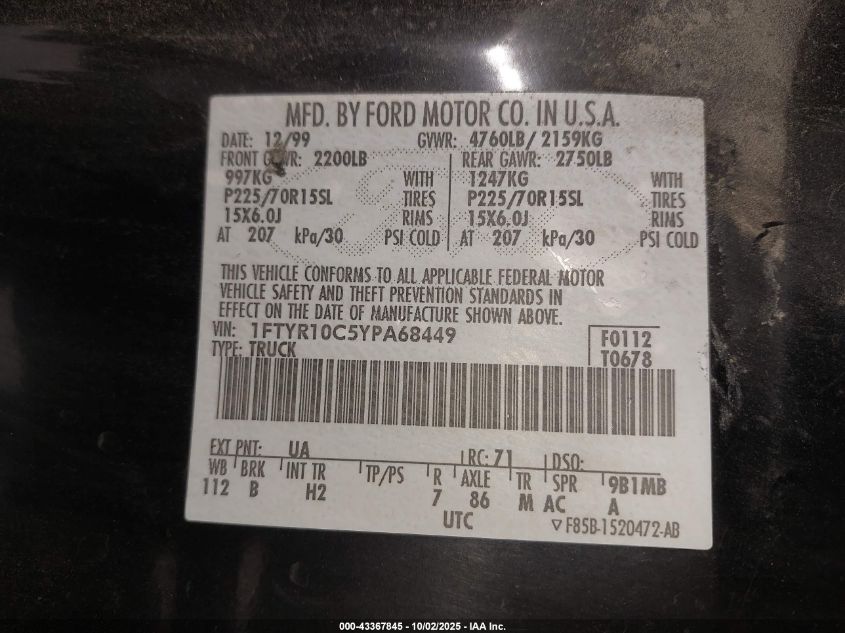 MFD. BY FORD MOTOR CO. IN U.S.A.
DATE: 12/99 GVWR: 4760LB/ 2159KG
FRONT GAWR: 2200LB REAR GAWR: 2750LB
997KG WITH 1247KG WITH
P225/70R15SL TIRES P225/70R15SL TIRES
15X6.0J RIMS 15X6.0J RIMS
AT 207 kPa/30 PSI COLD AT 207 kPa/30 PSI COLD
THIS VEHICLE CONFORMS TO ALL APPLICABLE FEDERAL MOTOR
VEHICLE SAFETY AND THEFT PREVENTION STANDARDS IN
EFFECT ON THE DATE OF MANUFACTURE SHOWN ABOVE.
VIN: 1FTYR10C5YPA68449 F0112
TYPE: TRUCK T0678
EXT PNT: UA RC: 71 DSO:
WB BRK INT TR TP/PS R AXLE TR SPR 9B1MB
112 B H2 7 86 M AC A
UTC ▽F85B-1520472-AB
000-43367845 - 10/02/2025 - IAA Inc.